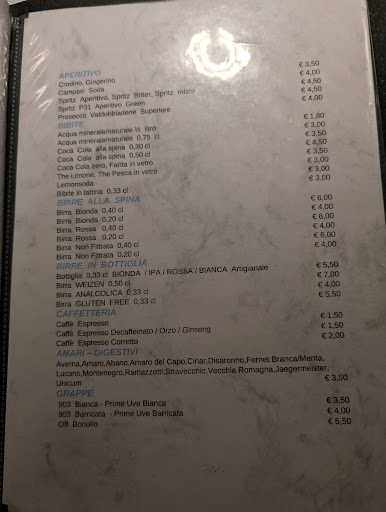 APERITIVO
Crodino, Gingerino € 3,50
Campari Soda € 4,00
Spritz Aperitivo, Spritz Bitter, Spritz misto € 4,50
Spritz P31 Aperitivo Green € 4,50
Prosecco Valdobbiadene Superiore € 4,00
BIBITE
Acqua minerale/naturale ½ litro € 1,80
Acqua minerale/naturale 0,75 cl € 3,00
Coca Cola alla spina 0,30 cl € 3,50
Coca Cola alla spina 0,50 cl € 4,50
Coca Cola zero, Fanta in vetro € 3,50
The Limone, The Pesca in vetro € 3,00
Lemonsoda € 3,00
Bibite in lattina 0,33 cl € 3,00
BIRRE ALLA SPINA
Birra Bionda 0,40 cl € 6,00
Birra Bionda 0,20 cl € 4,00
Birra Rossa 0,40 cl € 6,00
Birra Rossa 0,20 cl € 4,00
Birra Non Filtrata 0,40 cl € 6,00
Birra Non Filtrata 0,20 cl € 4,00
BIRRE IN BOTTIGLIA
Bottiglia 0,33 cl BIONDA / IPA / ROSSA / BIANCA Artigianale € 5,50
Birra WEIZEN 0,50 cl € 7,00
Birra ANALCOLICA 0,33 cl € 4,00
Birra GLUTEN FREE 0,33 cl € 5,50
CAFFETTERIA
Caffè Espresso € 1,50
Caffè Espresso Decaffeinato / Orzo / Ginseng € 1,50
Caffè Espresso Corretto € 2,00
AMARI – DIGESTIVI
Averna,Amaro,Abano,Amaro del Capo,Cinar,Disaronno,Fernet Branca/Menta,
Lucano,Montenegro,Ramazzotti,Stravecchio,Vecchia Romagna,Jaegermeister,
Unicum € 3,50
GRAPPE
903 Bianca - Prime Uve Bianca € 3,50
903 Barricata - Prime Uve Barricata € 4,00
Off. Bonollo € 5,50